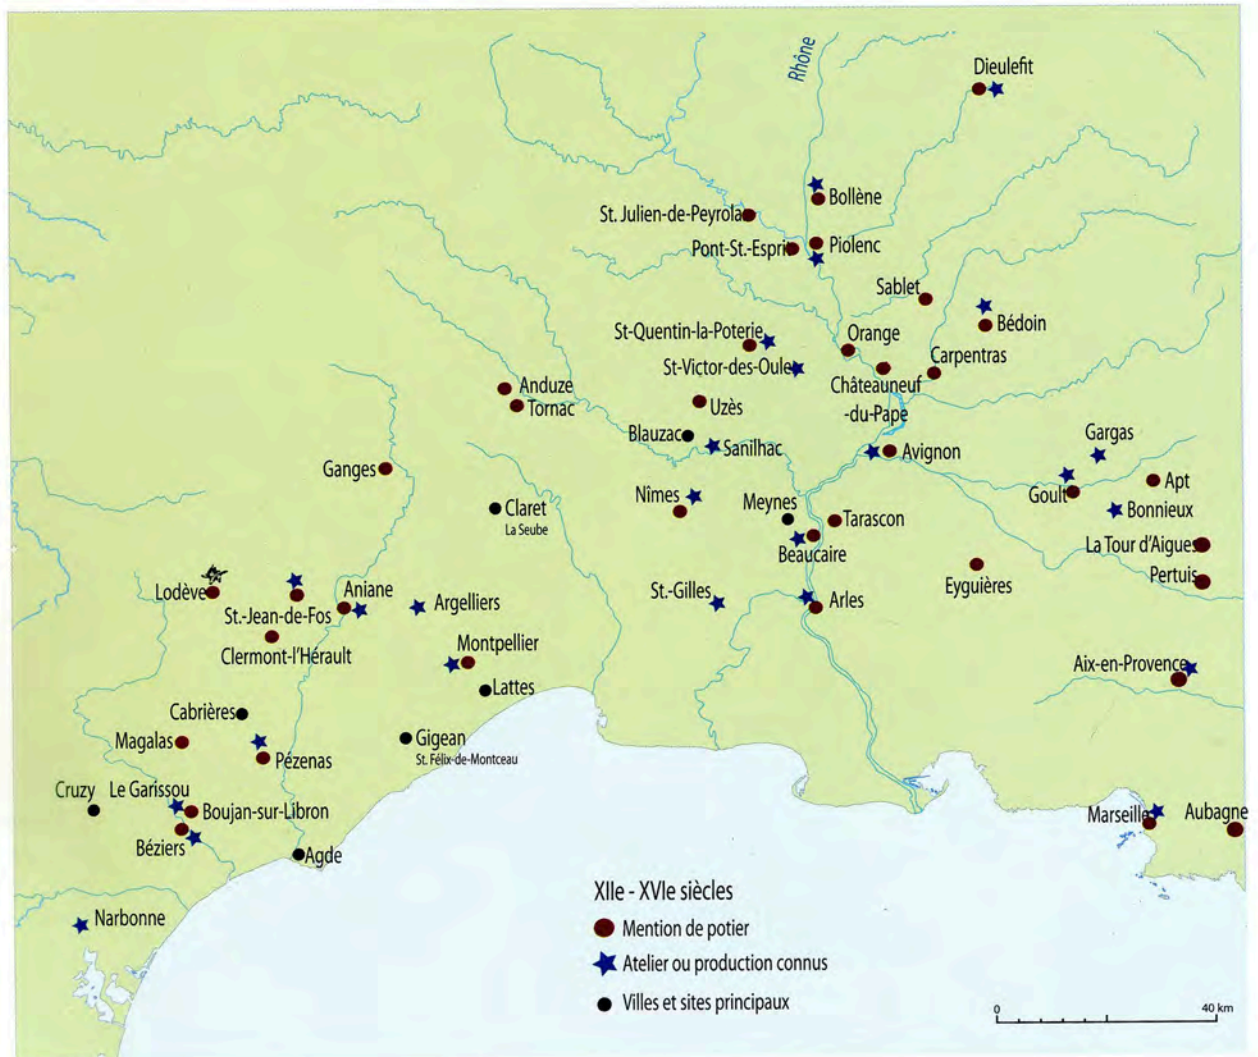 Rhône
Dieulefit
Bollène
St. Julien-de-Peyrola
Pont-St.-Esprit
Piolenc
Sablet
Bédoin
St-Quentin-la-Poterie
Orange
St-Victor-des-Oule
Carpentras
Châteauneuf
-du-Pape
Anduze
Tornac
Uzès
Blauzac
Sanilhac
Avignon
Gargas
Ganges
Goult
Apt
Nîmes
Meynes
Claret
La Seube
Bonnieux
Tarascon
Beaucaire
La Tour d'Aigues
Pertuis
Eyguières
Lodève
St.-Jean-de-Fos
Aniane
Argelliers
St.-Gilles
Arles
Clermont-l'Hérault
Montpellier
Aix-en-Provence
Lattes
Cabrières
Magalas
Gigean
St. Félix-de-Montceau
Pézenas
Cruzy
Le Garissou
Boujan-sur-Libron
Béziers
Agde
Marseille
Aubagne
Narbonne
XIIe - XVIe siècles
Mention de potier
Atelier ou production connus
Villes et sites principaux
0
40 km